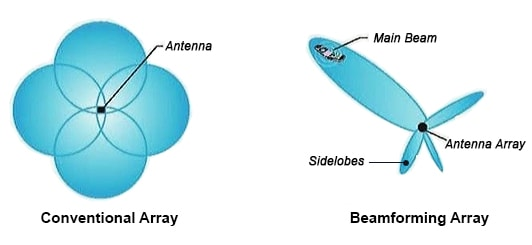 Antenna
Conventional Array
Main Beam
Antenna Array
Sidelobes
Beamforming Array